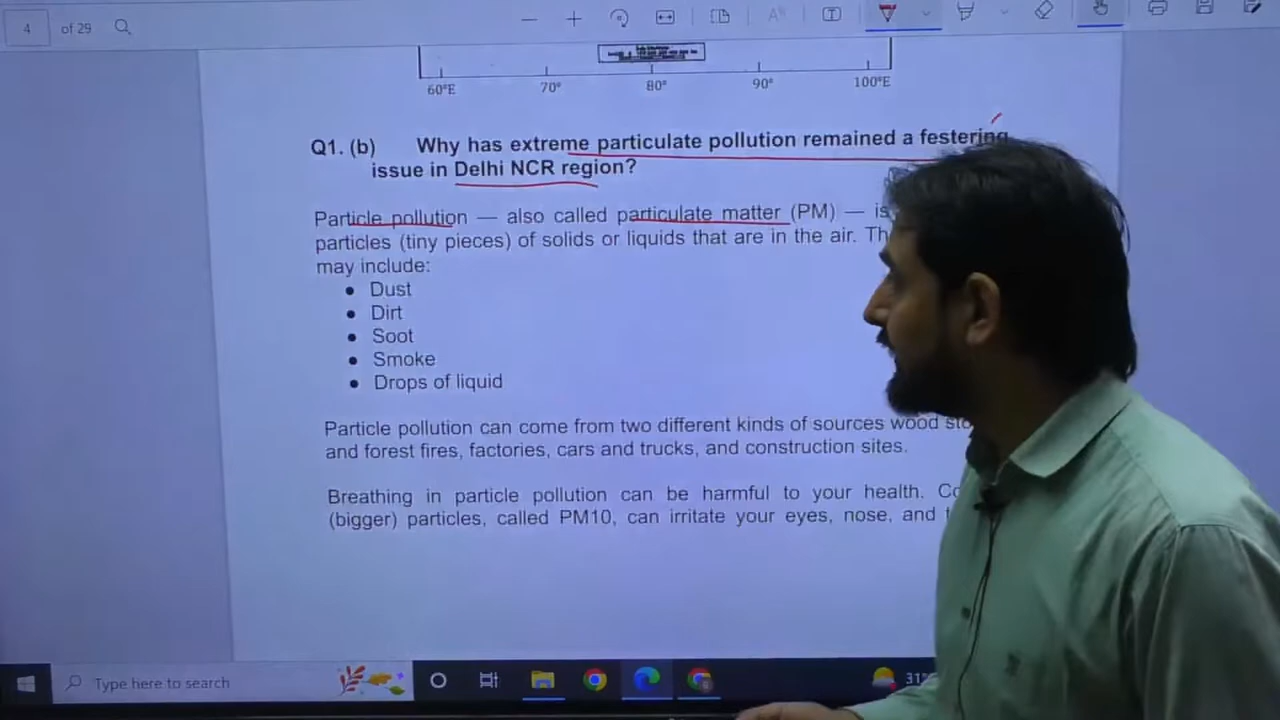 4 of 29
60°E 70° 80° 90° 100°E
Q1. (b) Why has extreme particulate pollution remained a festering
issue in Delhi NCR region?
Particle pollution — also called particulate matter (PM) — is
particles (tiny pieces) of solids or liquids that are in the air. Th
may include:
• Dust
• Dirt
• Soot
• Smoke
• Drops of liquid
Particle pollution can come from two different kinds of sources wood
and forest fires, factories, cars and trucks, and construction sites.
Breathing in particle pollution can be harmful to your health.
(bigger) particles, called PM10, can irritate your eyes, nose, and
Type here to search
31°